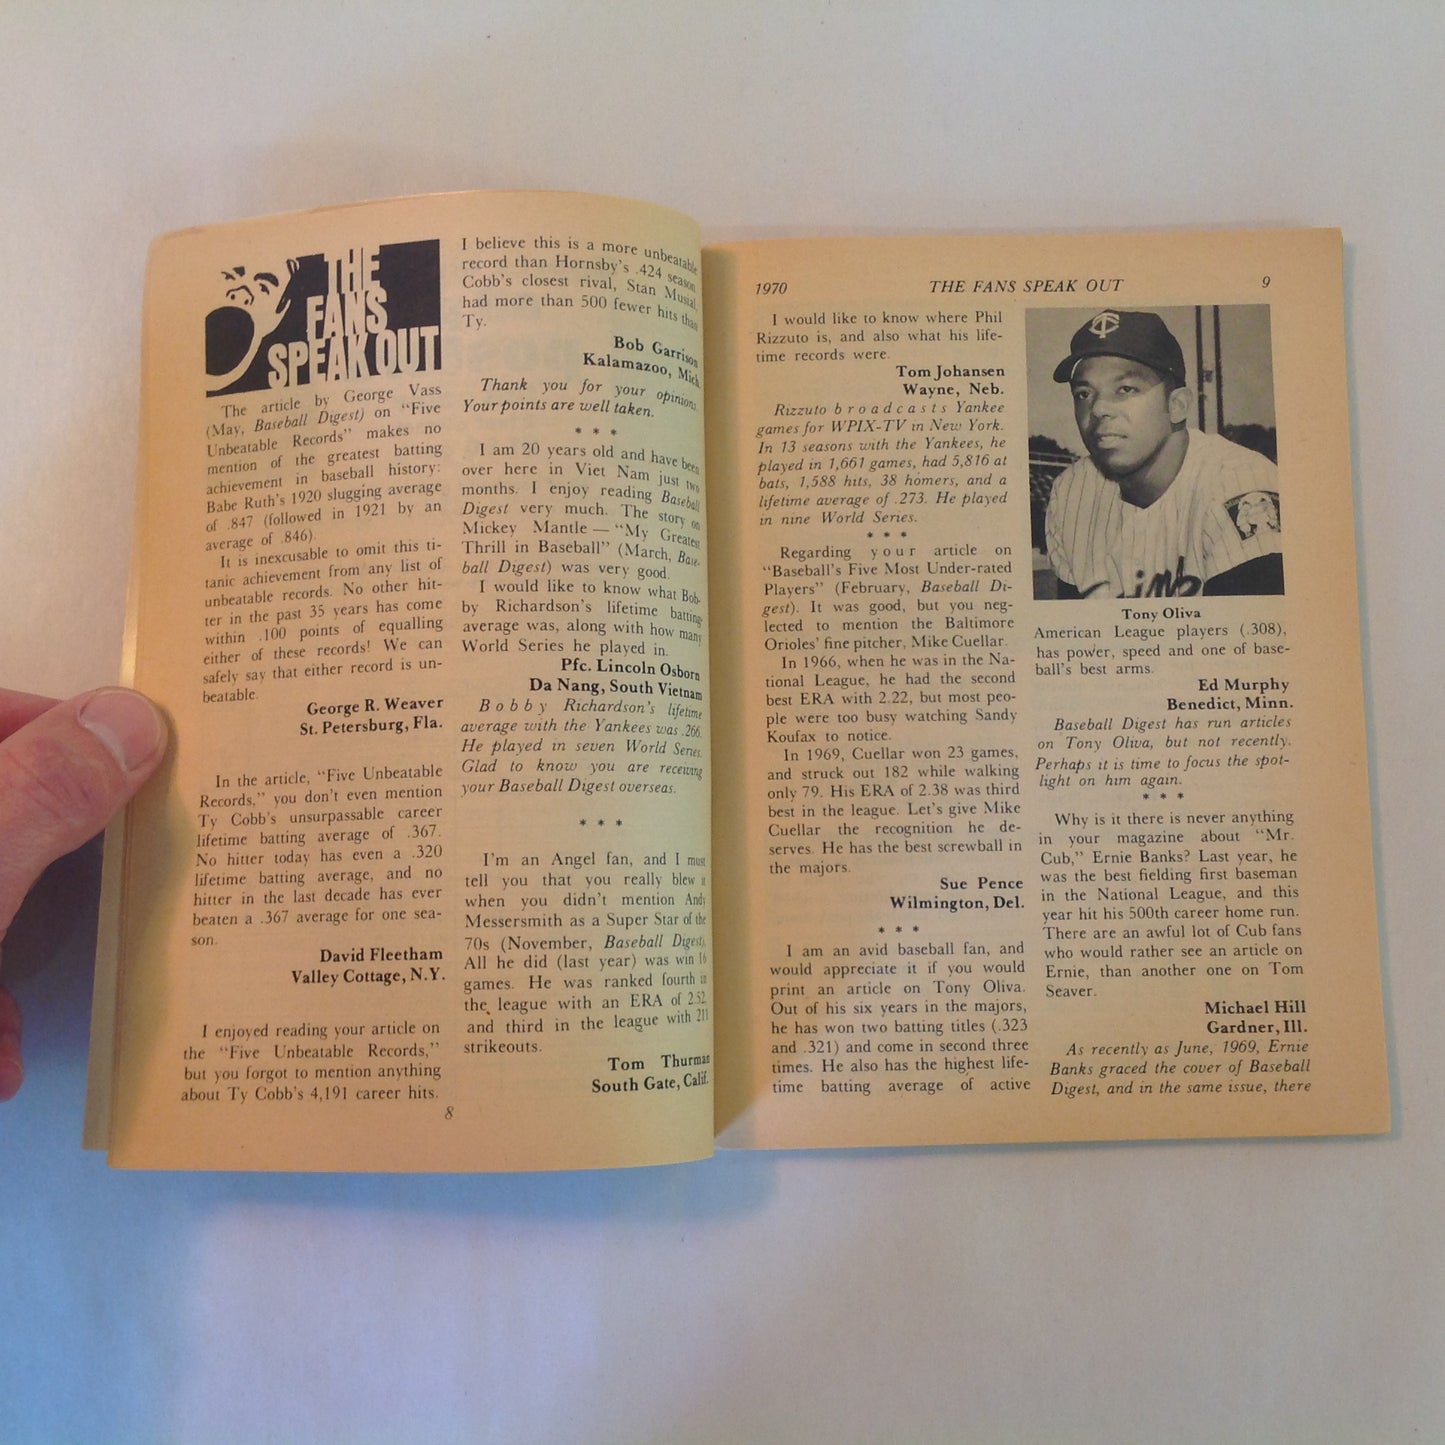 THE
FANS
SPEAK OUT
The article by George Vass
(May, Baseball Digest) on "Five
Unbeatable Records" makes no
mention of the greatest batting
achievement in baseball history:
Babe Ruth's 1920 slugging average
of .847 (followed in 1921 by an
average of .846).
It is inexcusable to omit this ti-
tanic achievement from any list of
unbeatable records. No other hit-
ter in the past 35 years has come
within .100 points of equalling
either of these records! We can
safely say that either record is un-
beatable.
George R. Weaver
St. Petersburg, Fla.
In the article, "Five Unbeatable
Records," you don't even mention
Ty Cobb's unsurpassable career
lifetime batting average of .367.
No hitter today has even a .320
lifetime batting average, and no
hitter in the last decade has ever
beaten a .367 average for one sea-
son.
David Fleetham
Valley Cottage, N.Y.
I enjoyed reading your article on
the "Five Unbeatable Records,"
but you forgot to mention anything
about Ty Cobb's 4,191 career hits.
I believe this is a more unbeatable
record than Hornsby's .424 season
Cobb's closest rival, Stan Musial,
had more than 500 fewer hits than
Ty.
Bob Garrison
Kalamazoo, Mich.
Thank you for your opinions.
Your points are well taken.
* * *
I am 20 years old and have been
over here in Viet Nam just two
months. I enjoy reading Baseball
Digest very much. The story on
Mickey Mantle — "My Greatest
Thrill in Baseball" (March, Base-
ball Digest) was very good.
I would like to know what Bob-
by Richardson's lifetime batting
average was, along with how many
World Series he played in.
Pfc. Lincoln Osborn
Da Nang, South Vietnam
Bobby Richardson's lifetime
average with the Yankees was .266.
He played in seven World Series.
Glad to know you are receiving
your Baseball Digest overseas.
* * *
I'm an Angel fan, and I must
tell you that you really blew it
when you didn't mention Andy
Messersmith as a Super Star of the
70s (November, Baseball Digest).
All he did (last year) was win 16
games. He was ranked fourth in
the league with an ERA of 2.52,
and third in the league with 211
strikeouts.
Tom Thurman
South Gate, Calif.
8
1970 THE FANS SPEAK OUT 9
I would like to know where Phil
Rizzuto is, and also what his life-
time records were.
Tom Johansen
Wayne, Neb.
Rizzuto broadcasts Yankee
games for WPIX-TV in New York.
In 13 seasons with the Yankees, he
played in 1,661 games, had 5,816 at
bats, 1,588 hits, 38 homers, and a
lifetime average of .273. He played
in nine World Series.
* * *
Regarding your article on
"Baseball's Five Most Under-rated
Players" (February, Baseball Di-
gest). It was good, but you neg-
lected to mention the Baltimore
Orioles' fine pitcher, Mike Cuellar.
In 1966, when he was in the Na-
tional League, he had the second
best ERA with 2.22, but most peo-
ple were too busy watching Sandy
Koufax to notice.
In 1969, Cuellar won 23 games,
and struck out 182 while walking
only 79. His ERA of 2.38 was third
best in the league. Let's give Mike
Cuellar the recognition he de-
serves. He has the best screwball in
the majors.
Sue Pence
Wilmington, Del.
* * *
I am an avid baseball fan, and
would appreciate it if you would
print an article on Tony Oliva.
Out of his six years in the majors,
he has won two batting titles (.323
and .321) and come in second three
times. He also has the highest life-
time batting average of active
TC
Twins
Tony Oliva
American League players (.308),
has power, speed and one of base-
ball's best arms.
Ed Murphy
Benedict, Minn.
Baseball Digest has run articles
on Tony Oliva, but not recently.
Perhaps it is time to focus the spot-
light on him again.
* * *
Why is it there is never anything
in your magazine about "Mr.
Cub," Ernie Banks? Last year, he
was the best fielding first baseman
in the National League, and this
year hit his 500th career home run.
There are an awful lot of Cub fans
who would rather see an article on
Ernie, than another one on Tom
Seaver.
Michael Hill
Gardner, Ill.
As recently as June, 1969, Ernie
Banks graced the cover of Baseball
Digest, and in the same issue, there